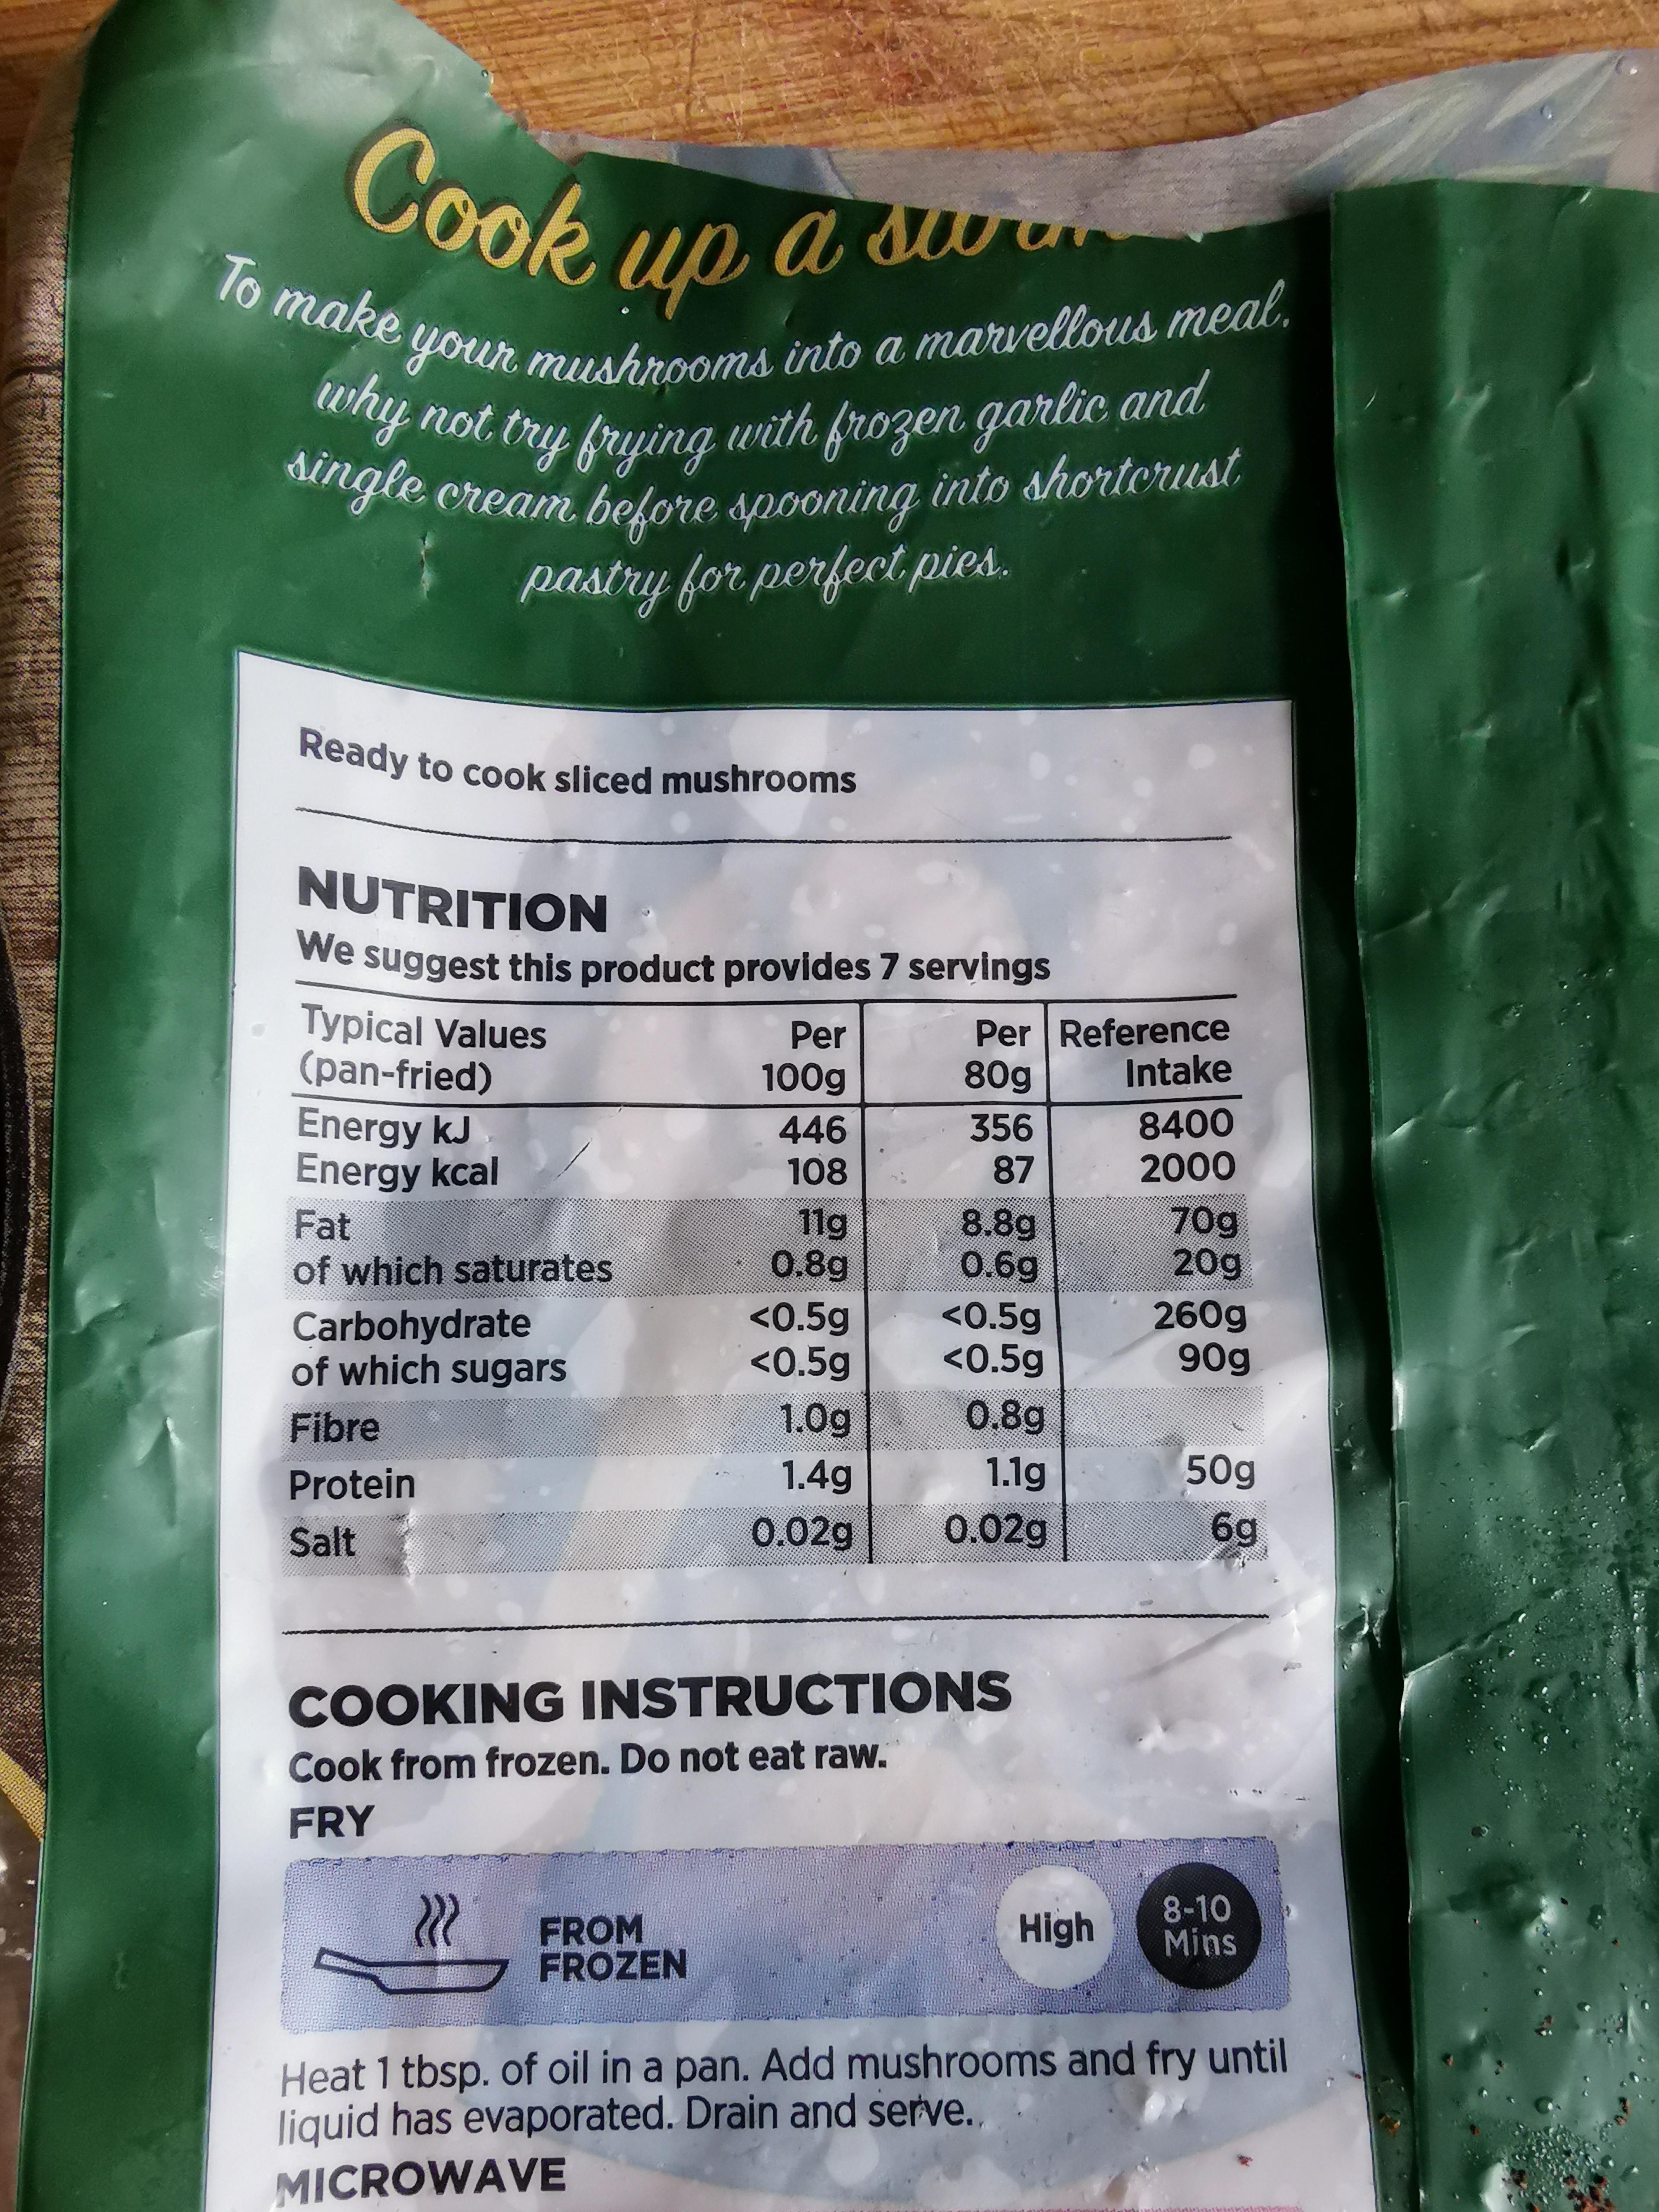 Cook up a
To make your mushrooms into a marvellous meal,
why not try frying with frozen garlic and
single cream before spooning into shortcrust
pastry for perfect pies.
Ready to cook sliced mushrooms
NUTRITION
We suggest this product provides 7 servings
Typical Values Per Per Reference
(pan-fried) 100g 80g Intake
Energy kJ 446 356 8400
Energy kcal 108 87 2000
Fat 11g 8.8g 70g
of which saturates 0.8g 0.6g 20g
Carbohydrate <0.5g <0.5g 260g
of which sugars <0.5g <0.5g 90g
Fibre 1.0g 0.8g
Protein 1.4g 1.1g 50g
Salt 0.02g 0.02g 6g
COOKING INSTRUCTIONS
Cook from frozen. Do not eat raw.
FRY
FROM
FROZEN
High
8-10
Mins
Heat 1 tbsp. of oil in a pan. Add mushrooms and fry until
liquid has evaporated. Drain and serve.
MICROWAVE